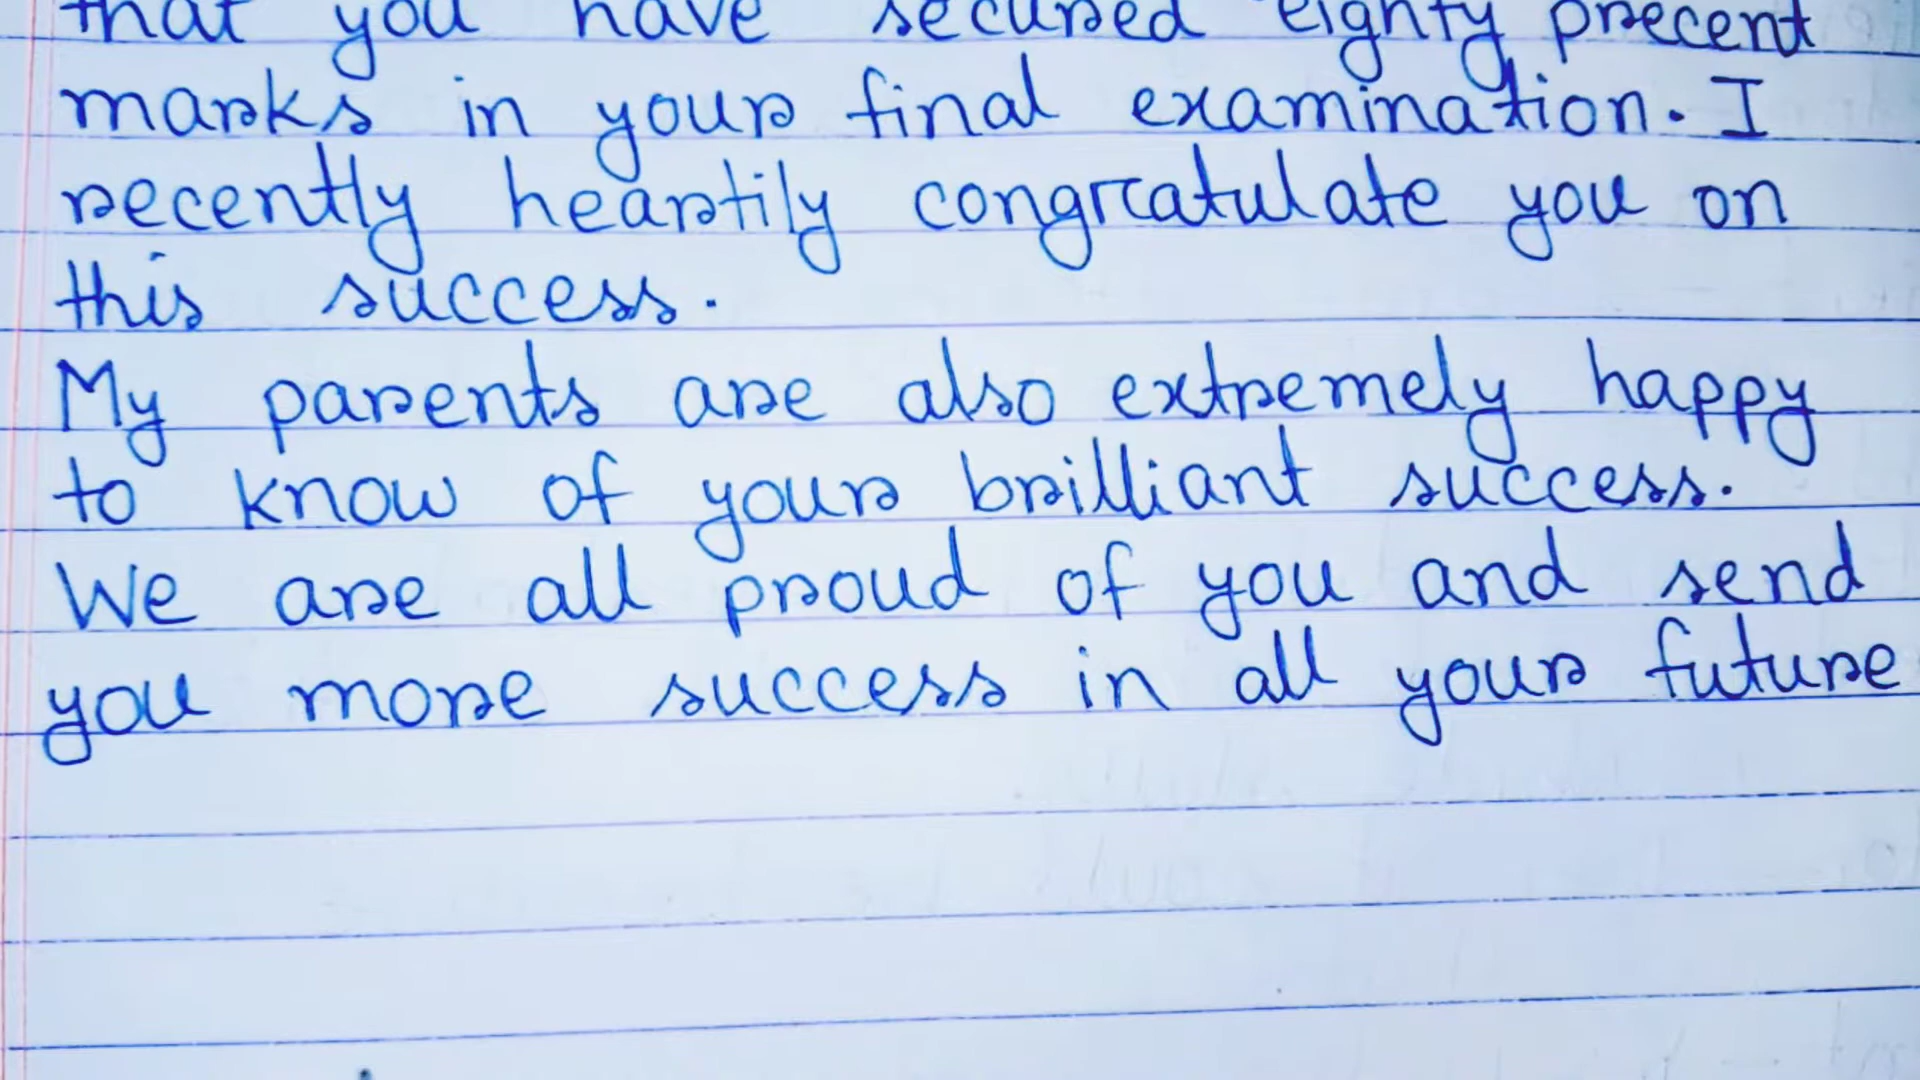 that you have secured eighty precent
marks in your final examination. I
recently heartily congratulate you on
this success.
My parents are also extremely happy
to know of your brilliant success.
We are all proud of you and send
you more success in all your future